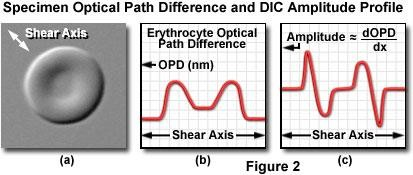 Specimen Optical Path Difference and DIC Amplitude Profile
Shear Axis
Erythrocyte Optical
Path Difference
OPD (nm)
Shear Axis
Amplitude ≈ dOPD
dx
Shear Axis
(a)
(b)
Figure 2
(c)